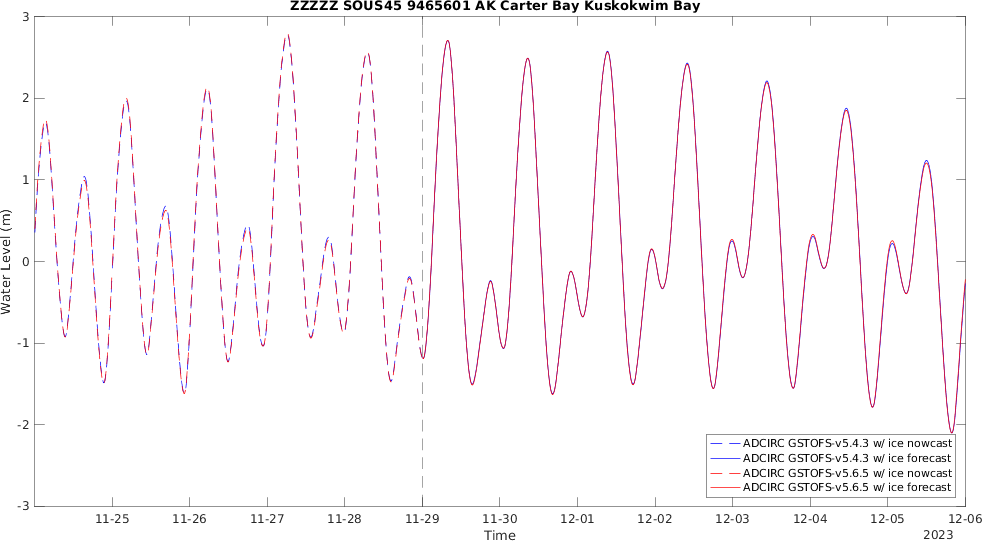 ZZZZZ SOUS45 9465601 AK Carter Bay Kuskokwim Bay
3
2
1
0
-1
-2
-3
Water Level (m)
ADCIRC GSTOFS-v5.4.3 w/ ice nowcast
ADCIRC GSTOFS-v5.4.3 w/ ice forecast
ADCIRC GSTOFS-v5.6.5 w/ ice nowcast
ADCIRC GSTOFS-v5.6.5 w/ ice forecast
11-25 11-26 11-27 11-28 11-29 11-30 12-01 12-02 12-03 12-04 12-05 12-06
Time
2023